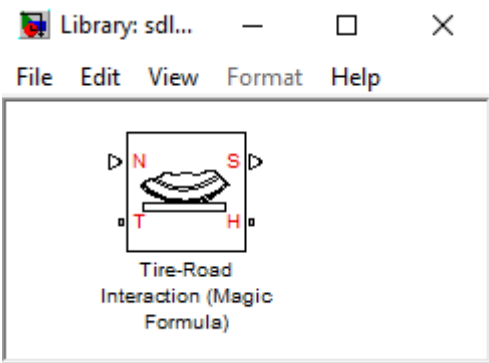 Library: sdl...
File Edit View Format Help
N S
T H
Tire-Road
Interaction (Magic
Formula)